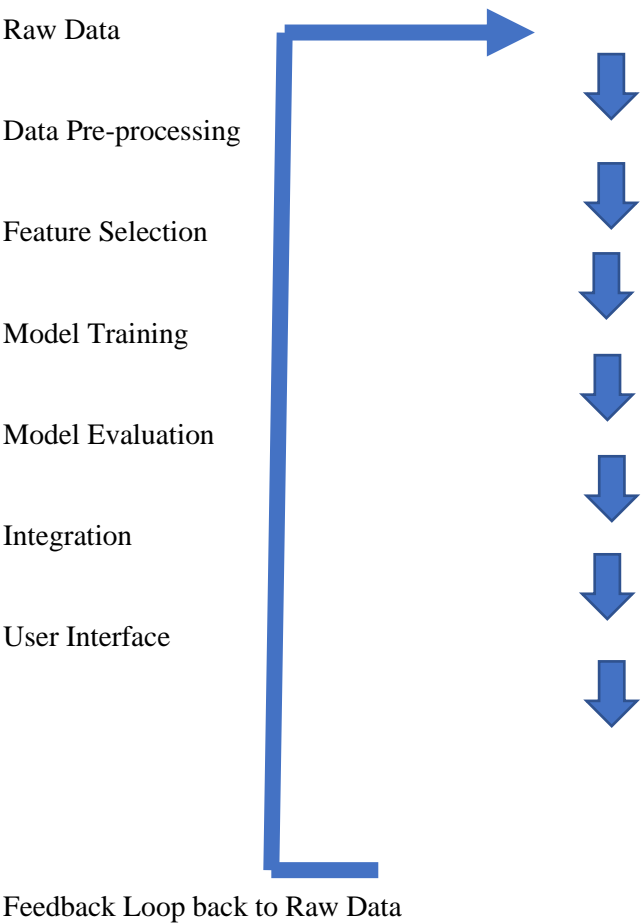 Raw Data
Data Pre-processing
Feature Selection
Model Training
Model Evaluation
Integration
User Interface
Feedback Loop back to Raw Data